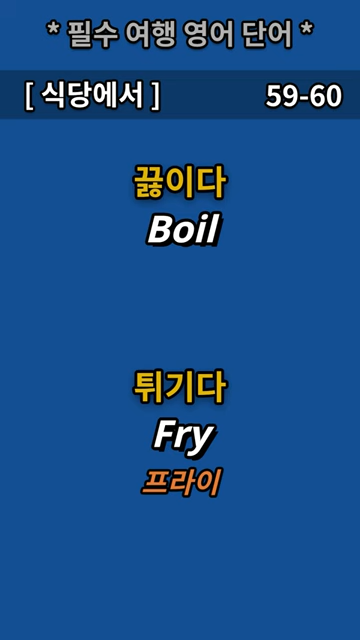 * 필수 여행 영어 단어 *
[ 식당에서 ] 59-60
끓이다
Boil
튀기다
Fry
프라이